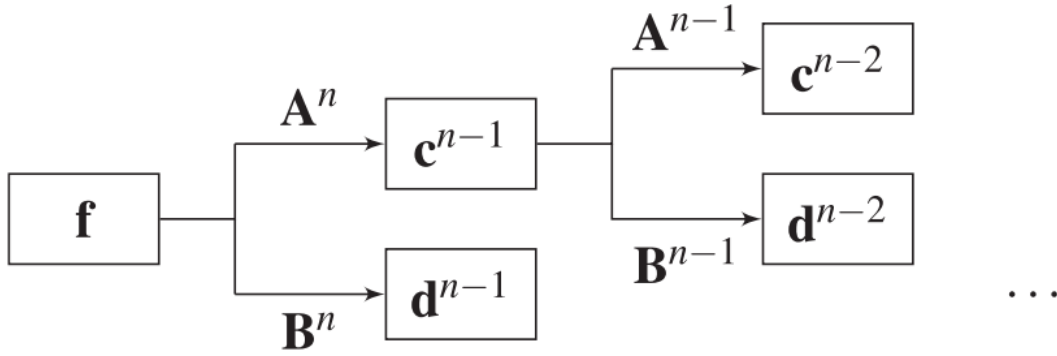 A^{n-1}
c^{n-2}
A^n
c^{n-1}
f
d^{n-2}
B^{n-1}
d^{n-1}
...
B^n